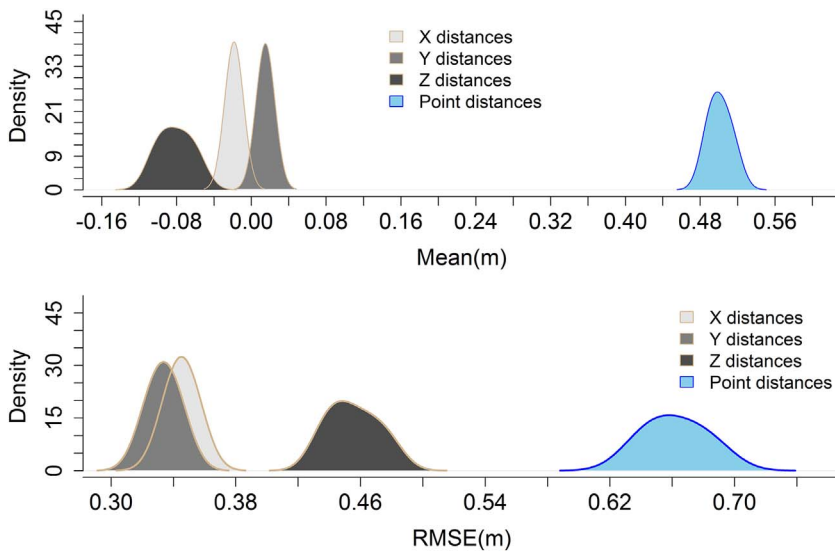 45
33
21
9
0
Density
X distances
Y distances
Z distances
Point distances
-0.16 -0.08 0.00 0.08 0.16 0.24 0.32 0.40 0.48 0.56
Mean(m)
45
30
15
0
Density
X distances
Y distances
Z distances
Point distances
0.30 0.38 0.46 0.54 0.62 0.70
RMSE(m)